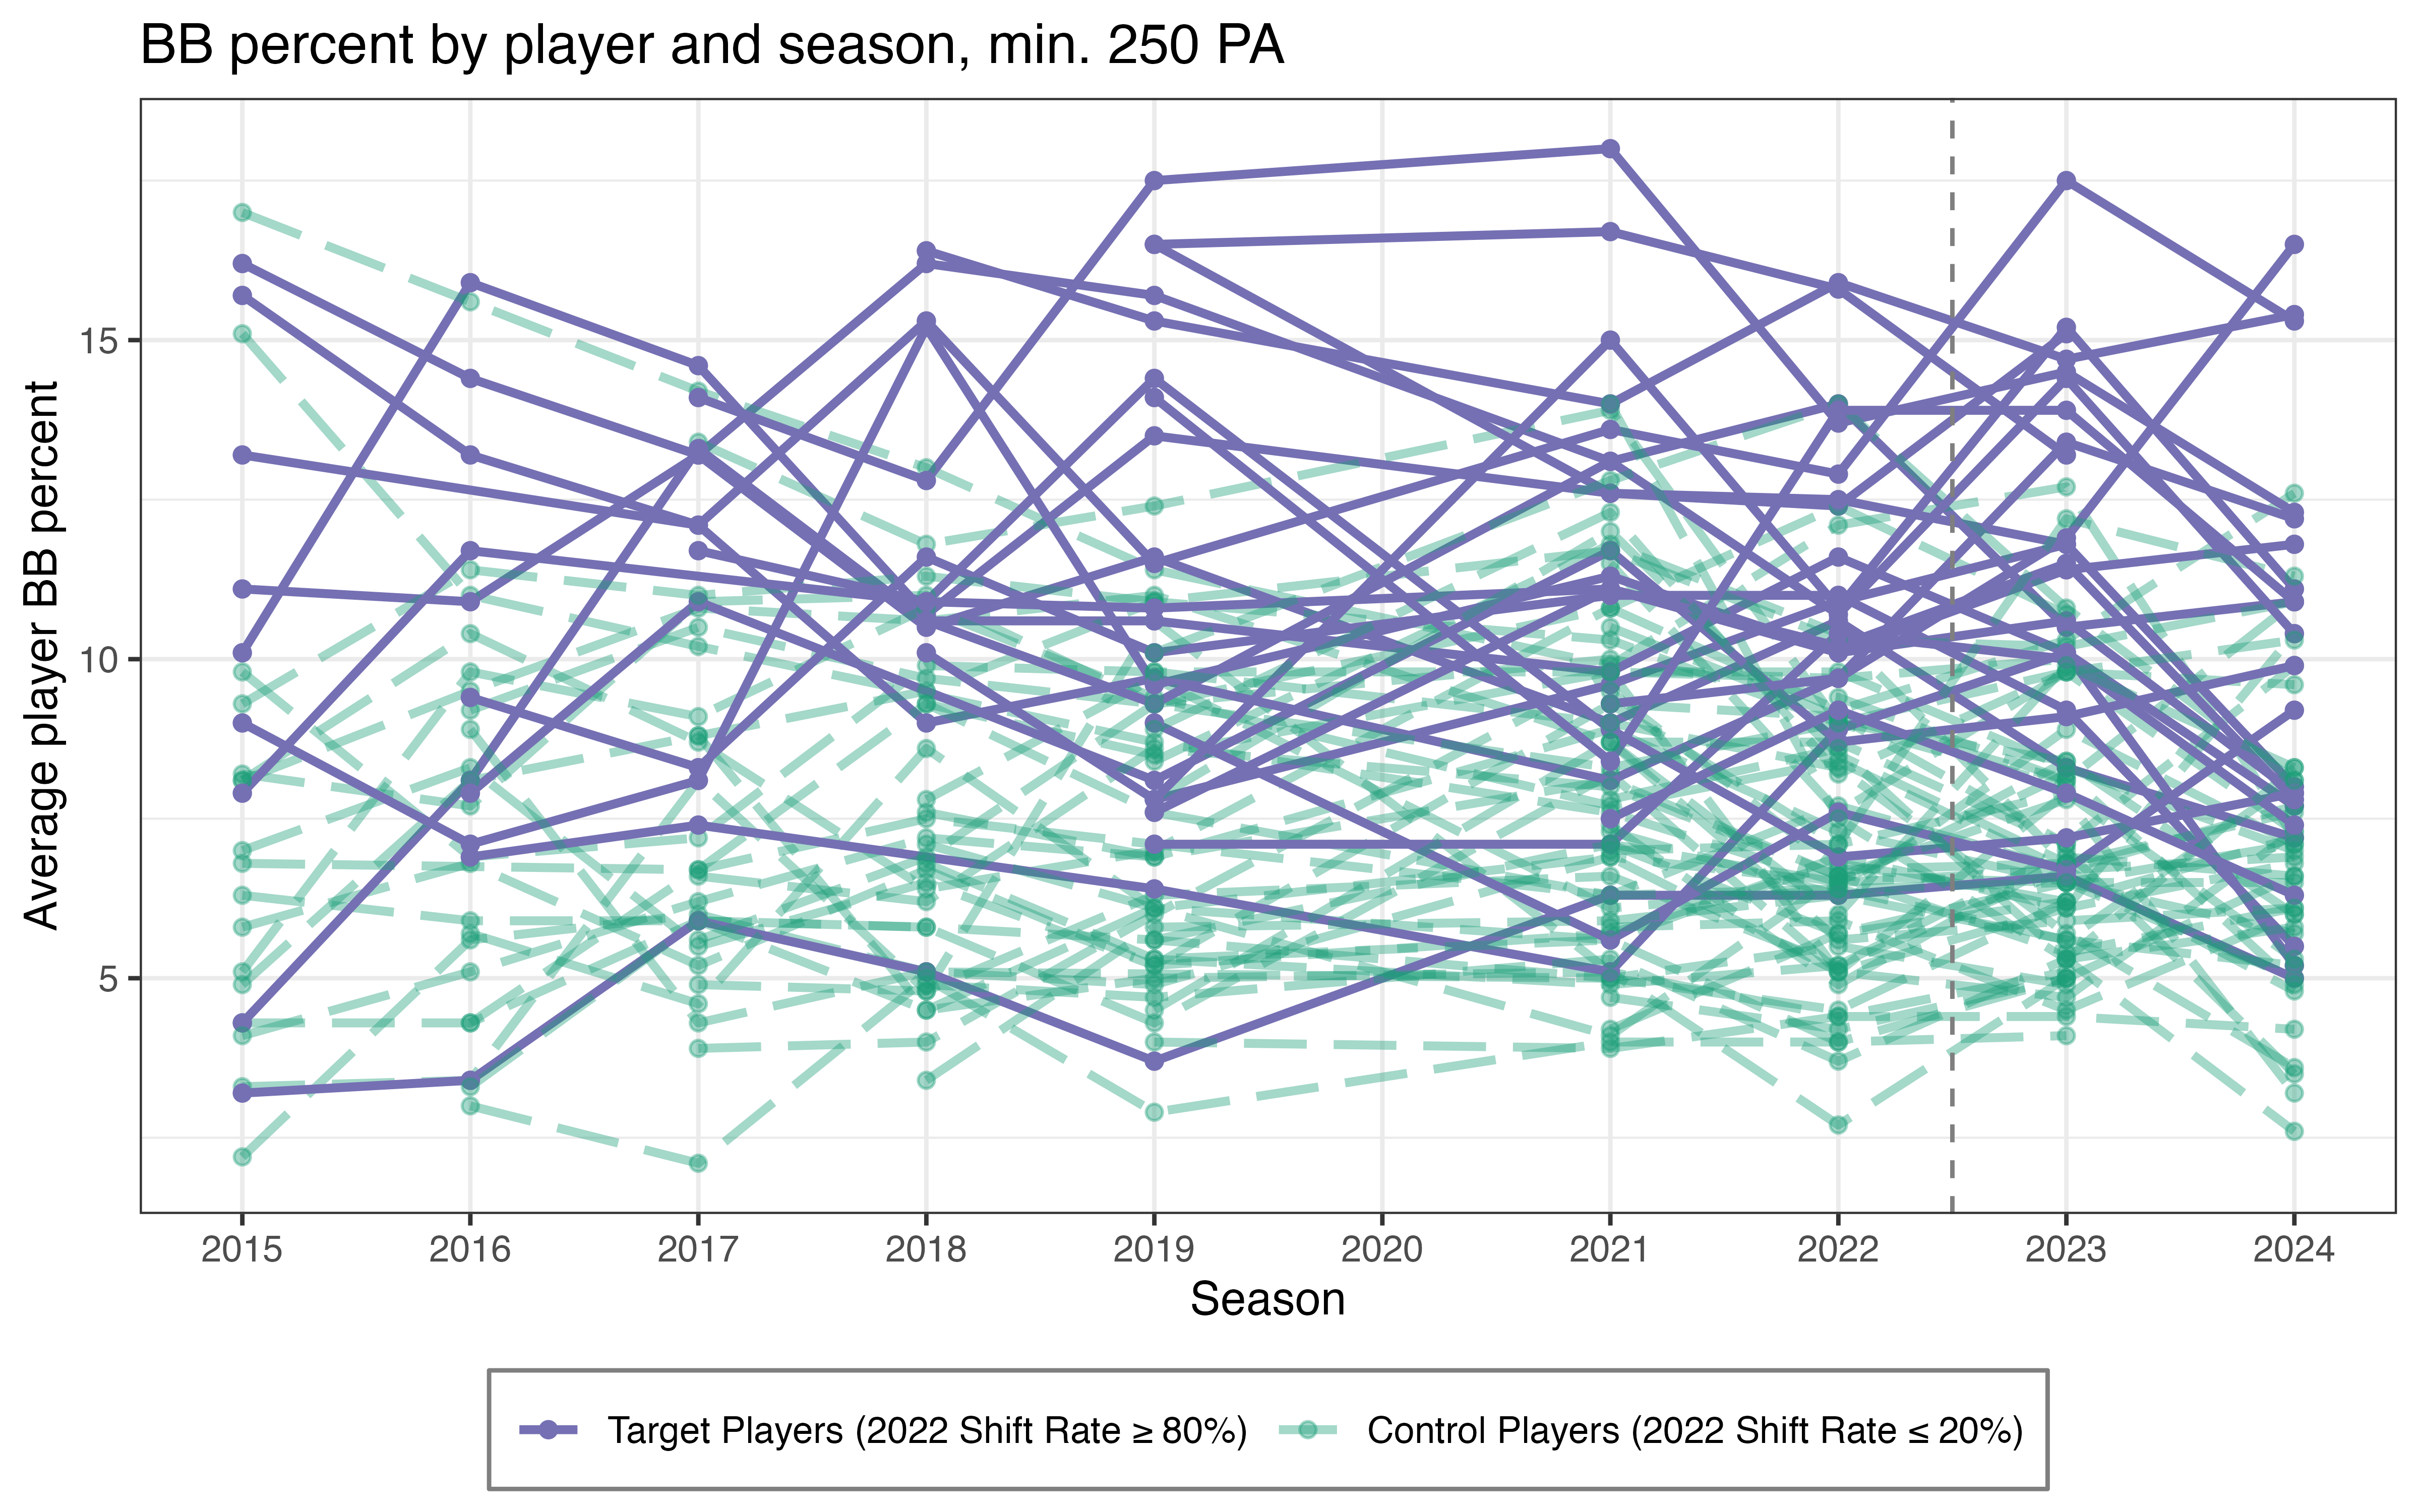 BB percent by player and season, min. 250 PA
Average player BB percent
15
10
5
2015 2016 2017 2018 2019 2020 2021 2022 2023 2024
Season
Target Players (2022 Shift Rate ≥ 80%) Control Players (2022 Shift Rate ≤ 20%)